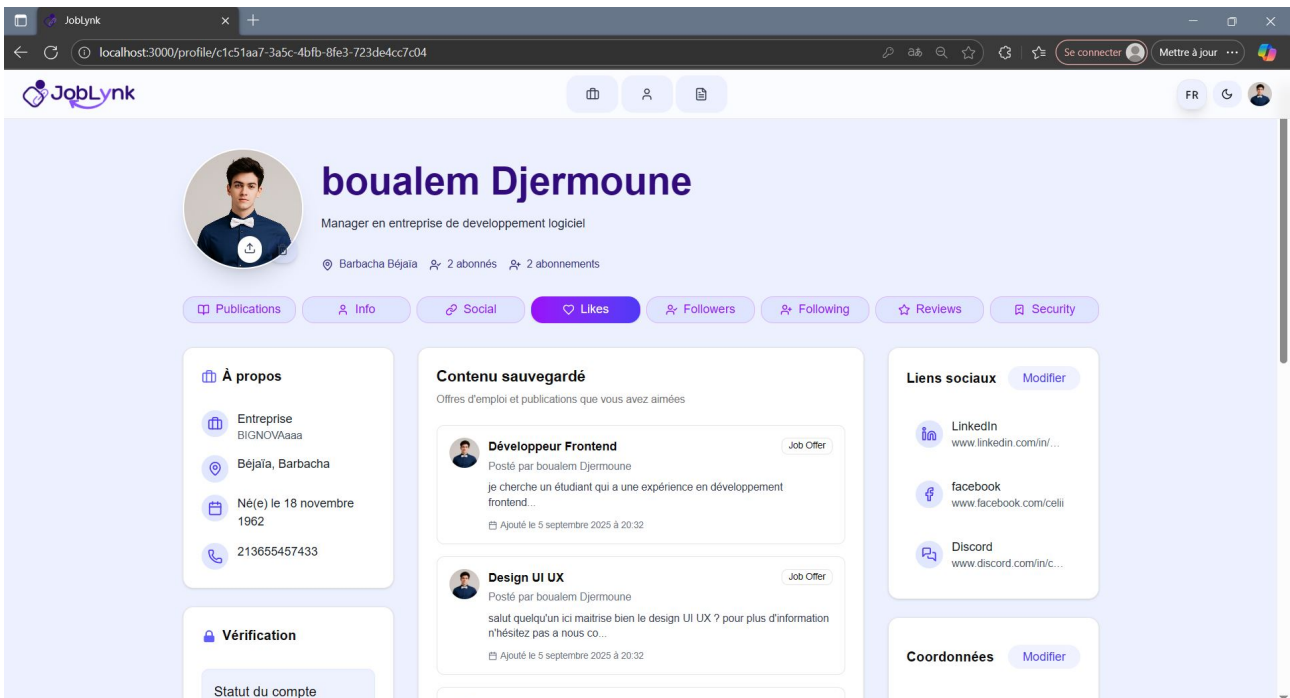 JobLynk
localhost:3000/profile/c1c51aa7-3a5c-4bfb-8fe3-723de4cc7c04
Se connecter
Mettre à jour
JobLynk
FR
boualem Djermoune
Manager en entreprise de developpement logiciel
Barbacha Béjaïa 2 abonnés 2 abonnements
Publications
Info
Social
Likes
Followers
Following
Reviews
Security
À propos
Entreprise
BIGNOVAaaa
Béjaïa, Barbacha
Né(e) le 18 novembre
1962
213655457433
Vérification
Statut du compte
Contenu sauvegardé
Offres d'emploi et publications que vous avez aimées
Développeur Frontend
Job Offer
Posté par boualem Djermoune
je cherche un étudiant qui a une expérience en développement
frontend...
Ajouté le 5 septembre 2025 à 20:32
Design UI UX
Job Offer
Posté par boualem Djermoune
salut quelqu'un ici maitrise bien le design UI UX ? pour plus d'information
n'hésitez pas a nous co...
Ajouté le 5 septembre 2025 à 20:32
Liens sociaux
Modifier
LinkedIn
www.linkedin.com/in/...
facebook
www.facebook.com/celii
Discord
www.discord.com/in/c...
Coordonnées
Modifier